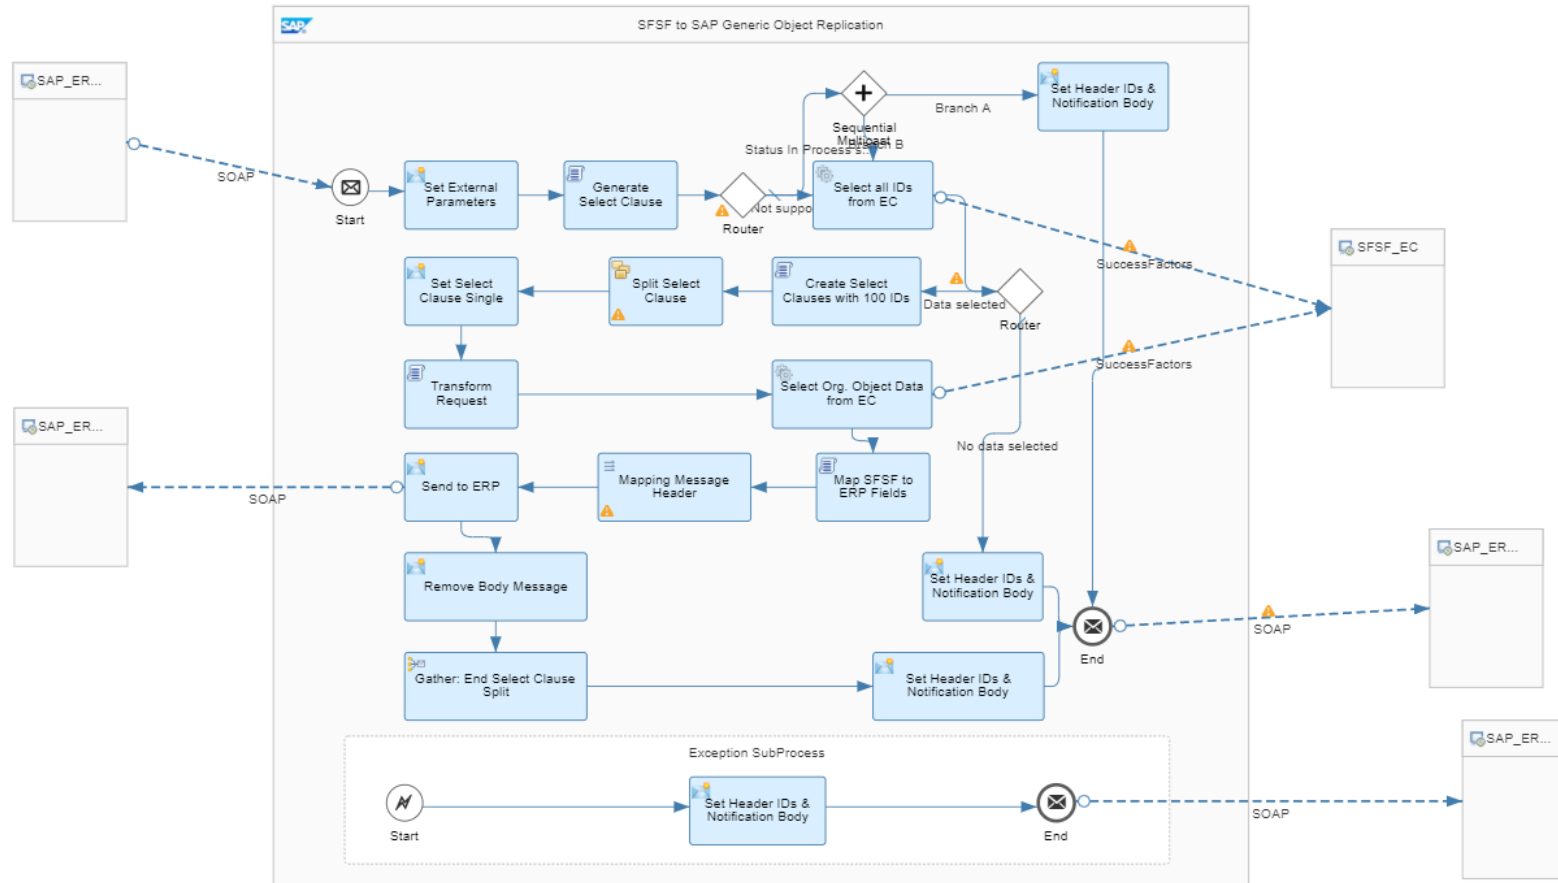 SAP
SFSF to SAP Generic Object Replication
SAP_ER...
SOAP
Start
Set External
Parameters
Generate
Select Clause
Router
Not suppo
Status In Process s...
Sequential
Multicast
Branch B
Branch A
Set Header IDs &
Notification Body
Select all IDs
from EC
SuccessFactors
SFSF_EC
Set Select
Clause Single
Split Select
Clause
Create Select
Clauses with 100 IDs
Data selected
Router
SuccessFactors
Transform
Request
Select Org. Object Data
from EC
No data selected
SAP_ER...
SOAP
Send to ERP
Mapping Message
Header
Map SFSF to
ERP Fields
Remove Body Message
Set Header IDs &
Notification Body
End
SOAP
SAP_ER...
Gather: End Select Clause
Split
Set Header IDs &
Notification Body
Exception SubProcess
Start
Set Header IDs &
Notification Body
End
SOAP
SAP_ER...